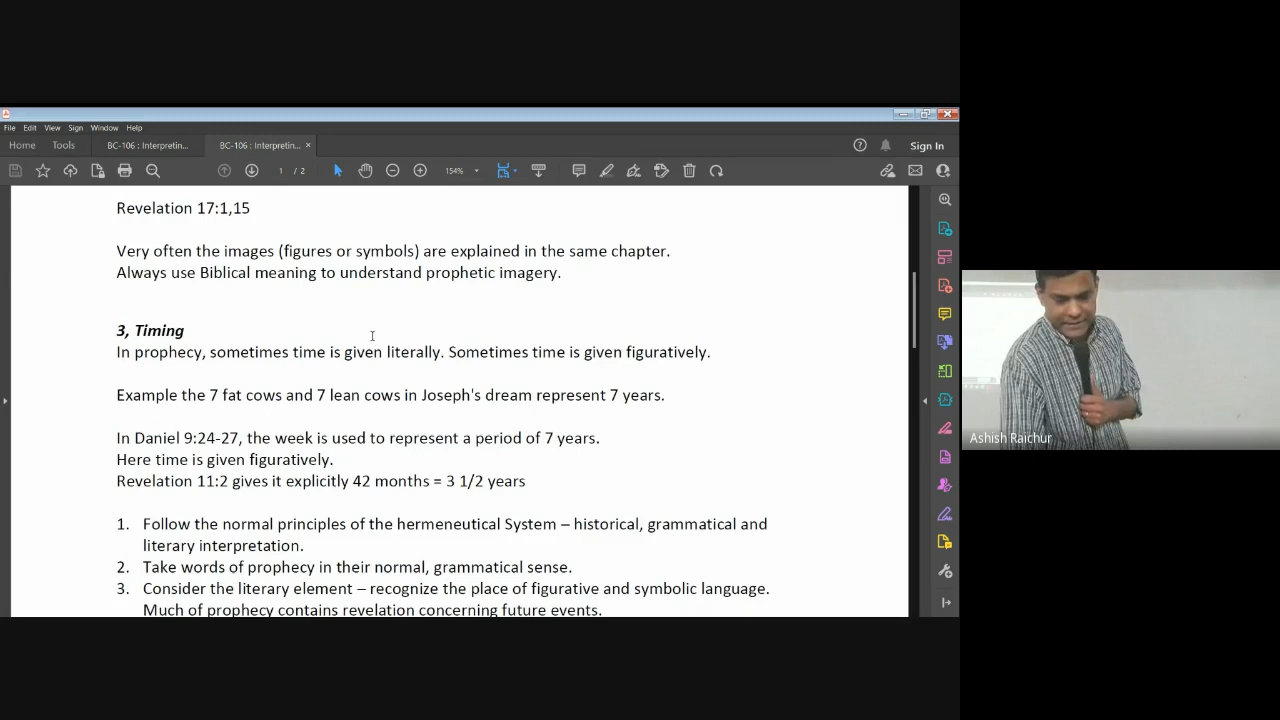 File Edit View Sign Window Help
Home Tools BC-106 : Interpretin... BC-106 : Interpretin... ×
Sign In
1 / 2 154%
Revelation 17:1,15
Very often the images (figures or symbols) are explained in the same chapter.
Always use Biblical meaning to understand prophetic imagery.
3, Timing
In prophecy, sometimes time is given literally. Sometimes time is given figuratively.
Example the 7 fat cows and 7 lean cows in Joseph's dream represent 7 years.
In Daniel 9:24-27, the week is used to represent a period of 7 years.
Here time is given figuratively.
Revelation 11:2 gives it explicitly 42 months = 3 1/2 years
1. Follow the normal principles of the hermeneutical System – historical, grammatical and
literary interpretation.
2. Take words of prophecy in their normal, grammatical sense.
3. Consider the literary element – recognize the place of figurative and symbolic language.
Much of prophecy contains revelation concerning future events.
Ashish Raichur